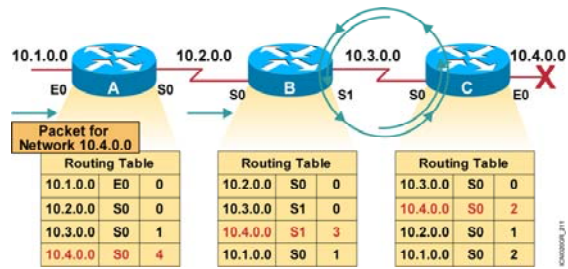 10.1.0.0 10.2.0.0 10.3.0.0 10.4.0.0
A B C
E0 S0 S0 S1 S0 E0
X
Packet for
Network 10.4.0.0
Routing Table
10.1.0.0 E0 0
10.2.0.0 S0 0
10.3.0.0 S0 1
10.4.0.0 S0 4
Routing Table
10.2.0.0 S0 0
10.3.0.0 S1 0
10.4.0.0 S1 3
10.1.0.0 S0 1
Routing Table
10.3.0.0 S0 0
10.4.0.0 S0 2
10.2.0.0 S0 1
10.1.0.0 S0 2